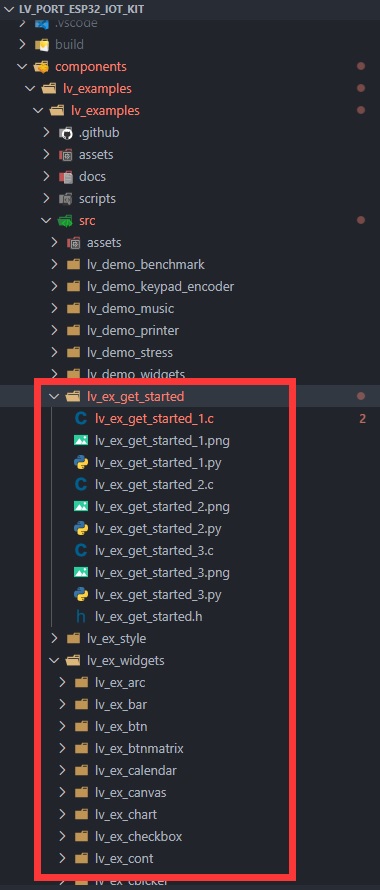 LV_PORT_ESP32_IOT_KIT
.vscode
build
components
lv_examples
lv_examples
.github
assets
docs
scripts
src
assets
lv_demo_benchmark
lv_demo_keypad_encoder
lv_demo_music
lv_demo_printer
lv_demo_stress
lv_demo_widgets
lv_ex_get_started
lv_ex_get_started_1.c 2
lv_ex_get_started_1.png
lv_ex_get_started_1.py
lv_ex_get_started_2.c
lv_ex_get_started_2.png
lv_ex_get_started_2.py
lv_ex_get_started_3.c
lv_ex_get_started_3.png
lv_ex_get_started_3.py
lv_ex_get_started.h
lv_ex_style
lv_ex_widgets
lv_ex_arc
lv_ex_bar
lv_ex_btn
lv_ex_btnmatrix
lv_ex_calendar
lv_ex_canvas
lv_ex_chart
lv_ex_checkbox
lv_ex_cont